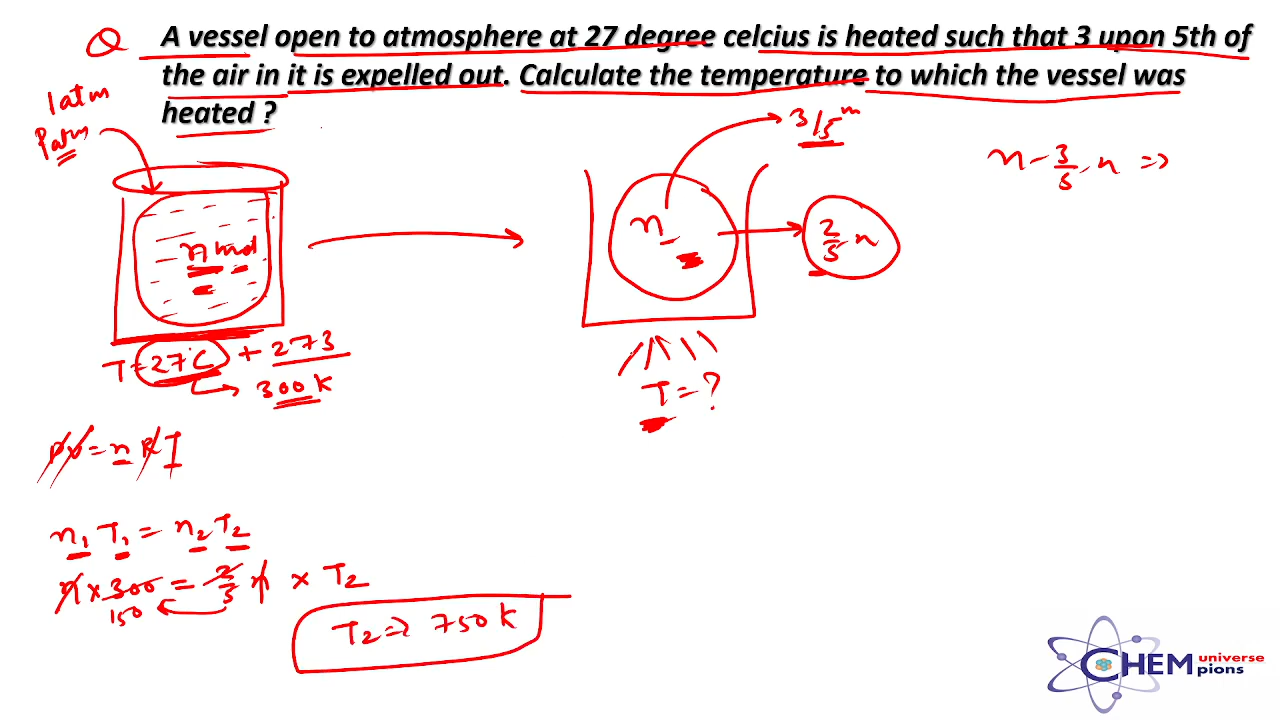 Q A vessel open to atmosphere at 27 degree celcius is heated such that 3 upon 5th of
the air in it is expelled out. Calculate the temperature to which the vessel was
heated ?
1atm
Patm
n mol
T=27°C + 273
300 K
n
3/5 n
2/5 n
T=?
n - 3/5 n =>
PV = nRT
n1 T1 = n2 T2
n × 300 = 2/5 n × T2
150
T2 => 750 K
CHEM universe
pions